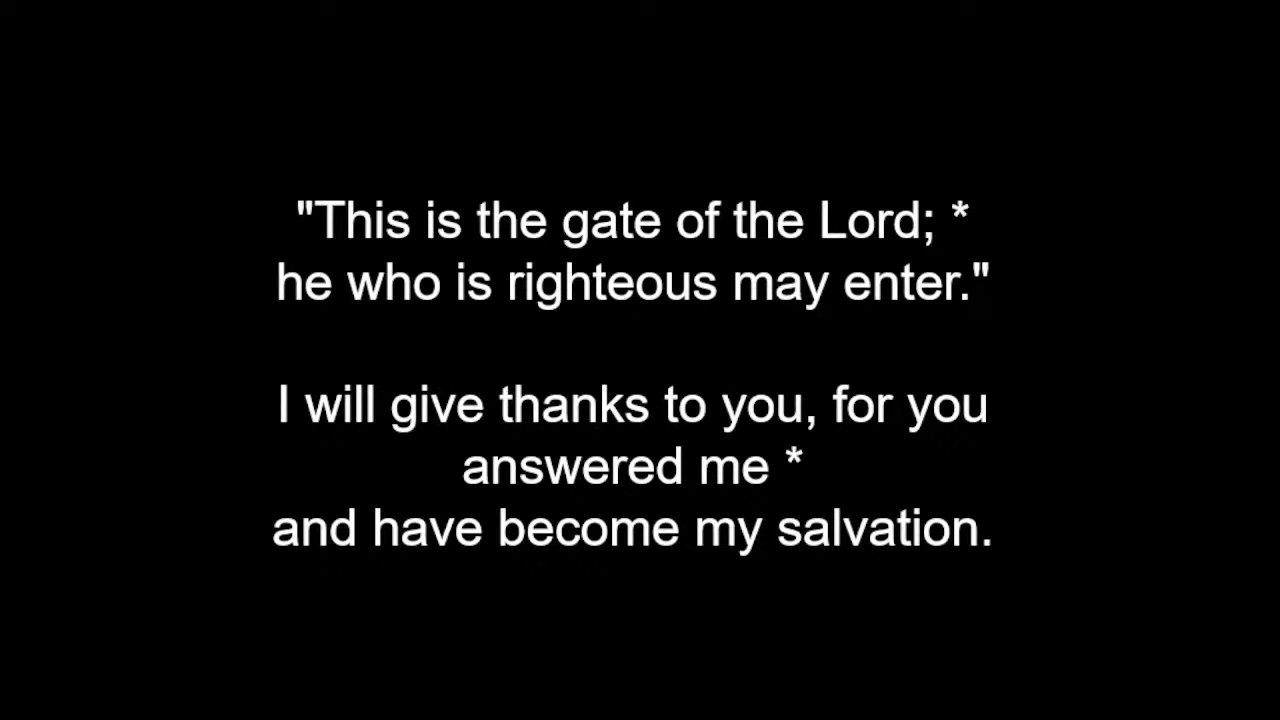 "This is the gate of the Lord; *
he who is righteous may enter."
I will give thanks to you, for you
answered me *
and have become my salvation.